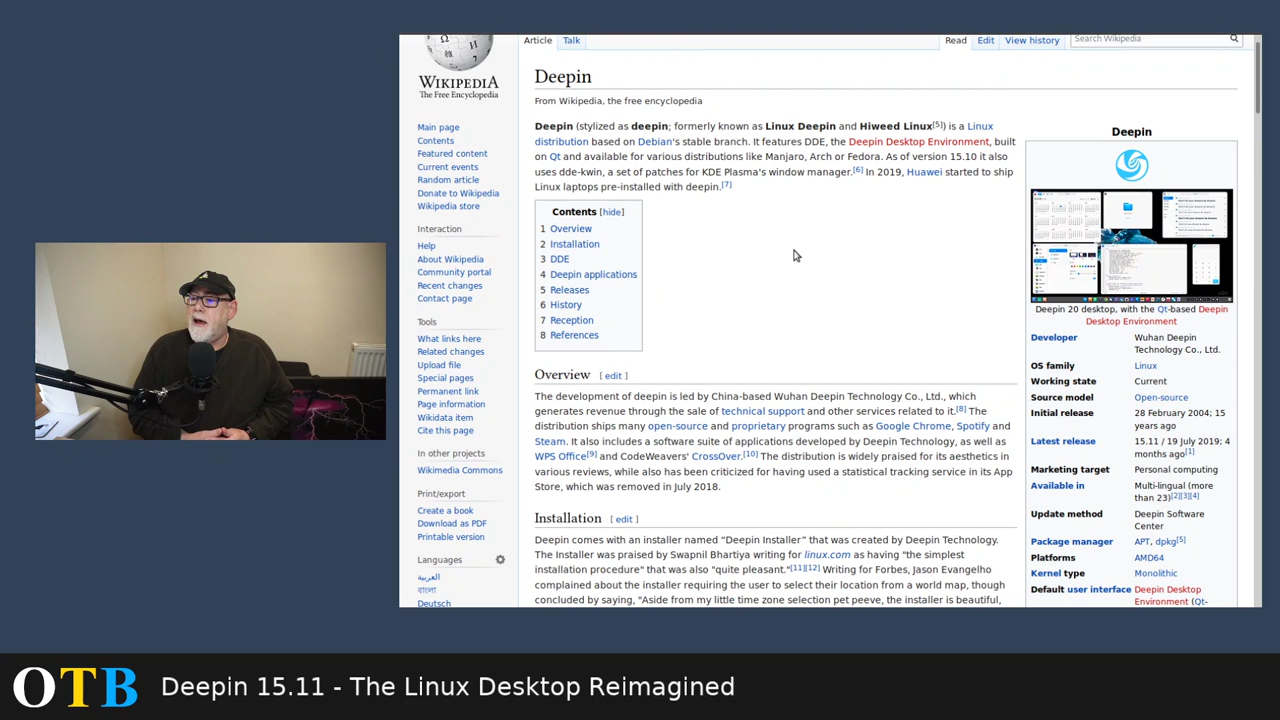 Article Talk
Read Edit View history
Search Wikipedia
WIKIPEDIA
The Free Encyclopedia
Main page
Contents
Featured content
Current events
Random article
Donate to Wikipedia
Wikipedia store
Interaction
Help
About Wikipedia
Community portal
Recent changes
Contact page
Tools
What links here
Related changes
Upload file
Special pages
Permanent link
Page information
Wikidata item
Cite this page
In other projects
Wikimedia Commons
Print/export
Create a book
Download as PDF
Printable version
Languages
العربية
বাংলা
Deutsch
Deepin
From Wikipedia, the free encyclopedia
Deepin (stylized as deepin; formerly known as Linux Deepin and Hiweed Linux[5]) is a Linux
distribution based on Debian's stable branch. It features DDE, the Deepin Desktop Environment, built
on Qt and available for various distributions like Manjaro, Arch or Fedora. As of version 15.10 it also
uses dde-kwin, a set of patches for KDE Plasma's window manager.[6] In 2019, Huawei started to ship
Linux laptops pre-installed with deepin.[7]
Contents [hide]
1 Overview
2 Installation
3 DDE
4 Deepin applications
5 Releases
6 History
7 Reception
8 References
Overview [ edit ]
The development of deepin is led by China-based Wuhan Deepin Technology Co., Ltd., which
generates revenue through the sale of technical support and other services related to it.[8] The
distribution ships many open-source and proprietary programs such as Google Chrome, Spotify and
Steam. It also includes a software suite of applications developed by Deepin Technology, as well as
WPS Office[9] and CodeWeavers' CrossOver.[10] The distribution is widely praised for its aesthetics in
various reviews, while also has been criticized for having used a statistical tracking service in its App
Store, which was removed in July 2018.
Installation [ edit ]
Deepin comes with an installer named “Deepin Installer” that was created by Deepin Technology.
The Installer was praised by Swapnil Bhartiya writing for linux.com as having "the simplest
installation procedure" that was also "quite pleasant."[11][12] Writing for Forbes, Jason Evangelho
complained about the installer requiring the user to select their location from a world map, though
concluded by saying, "Aside from my little time zone selection pet peeve, the installer is beautiful,
Deepin
Deepin 20 desktop, with the Qt-based Deepin
Desktop Environment
Developer Wuhan Deepin
Technology Co., Ltd.
OS family Linux
Working state Current
Source model Open-source
Initial release 28 February 2004; 15
years ago
Latest release 15.11 / 19 July 2019; 4
months ago[1]
Marketing target Personal computing
Available in Multi-lingual (more
than 23)[2][3][4]
Update method Deepin Software
Center
Package manager APT, dpkg[5]
Platforms AMD64
Kernel type Monolithic
Default user interface Deepin Desktop
Environment (Qt-
OTB Deepin 15.11 - The Linux Desktop Reimagined